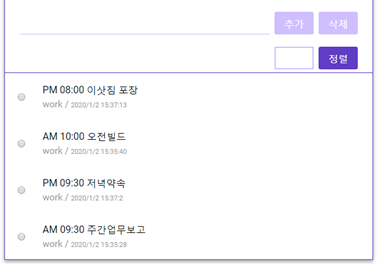 추가 삭제
정렬
PM 08:00 이삿짐 포장
work / 2020/1/2 15:37:13
AM 10:00 오전빌드
work / 2020/1/2 15:35:40
PM 09:30 저녁약속
work / 2020/1/2 15:37:2
AM 09:30 주간업무보고
work / 2020/1/2 15:35:28